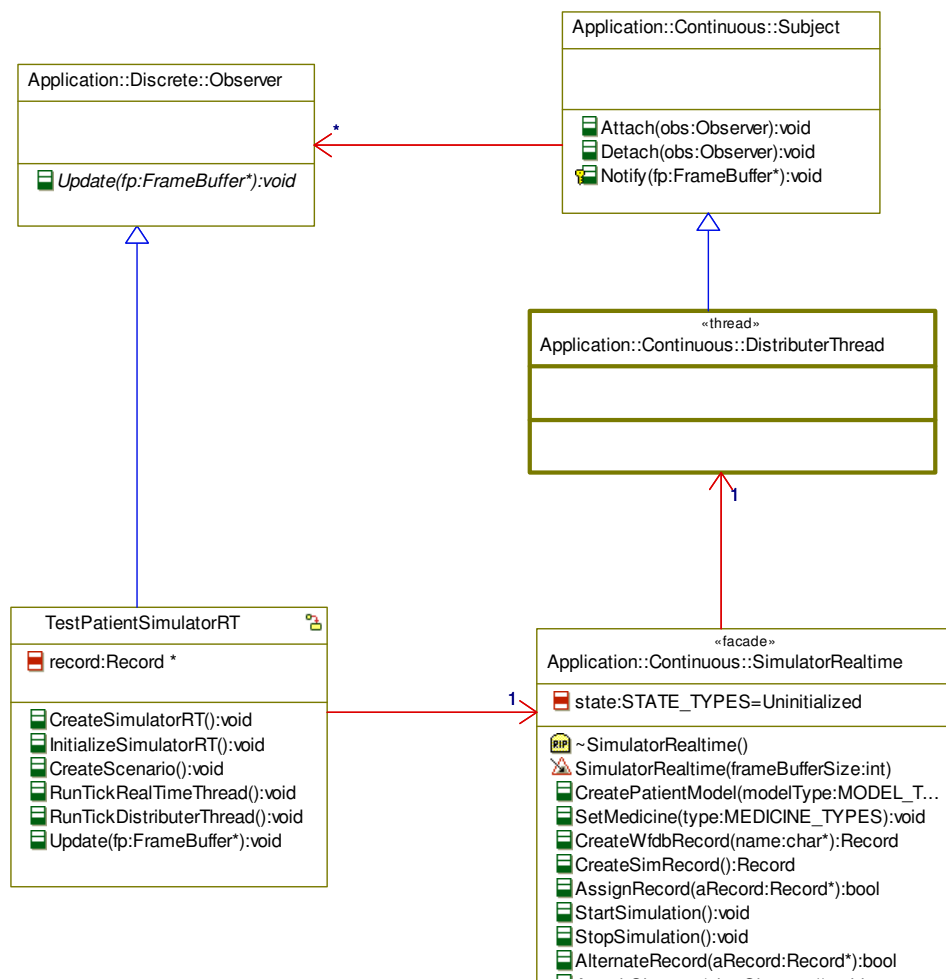 Application::Continuous::Subject
Attach(obs:Observer):void
Detach(obs:Observer):void
Notify(fp:FrameBuffer*):void
Application::Discrete::Observer
Update(fp:FrameBuffer*):void
*
«thread»
Application::Continuous::DistributerThread
1
TestPatientSimulatorRT
record:Record *
CreateSimulatorRT():void
InitializeSimulatorRT():void
CreateScenario():void
RunTickRealTimeThread():void
RunTickDistributerThread():void
Update(fp:FrameBuffer*):void
1
«facade»
Application::Continuous::SimulatorRealtime
state:STATE_TYPES=Uninitialized
RIP
~SimulatorRealtime()
SimulatorRealtime(frameBufferSize:int)
CreatePatientModel(modelType:MODEL_T...
SetMedicine(type:MEDICINE_TYPES):void
CreateWfdbRecord(name:char*):Record
CreateSimRecord():Record
AssignRecord(aRecord:Record*):bool
StartSimulation():void
StopSimulation():void
AlternateRecord(aRecord:Record*):bool